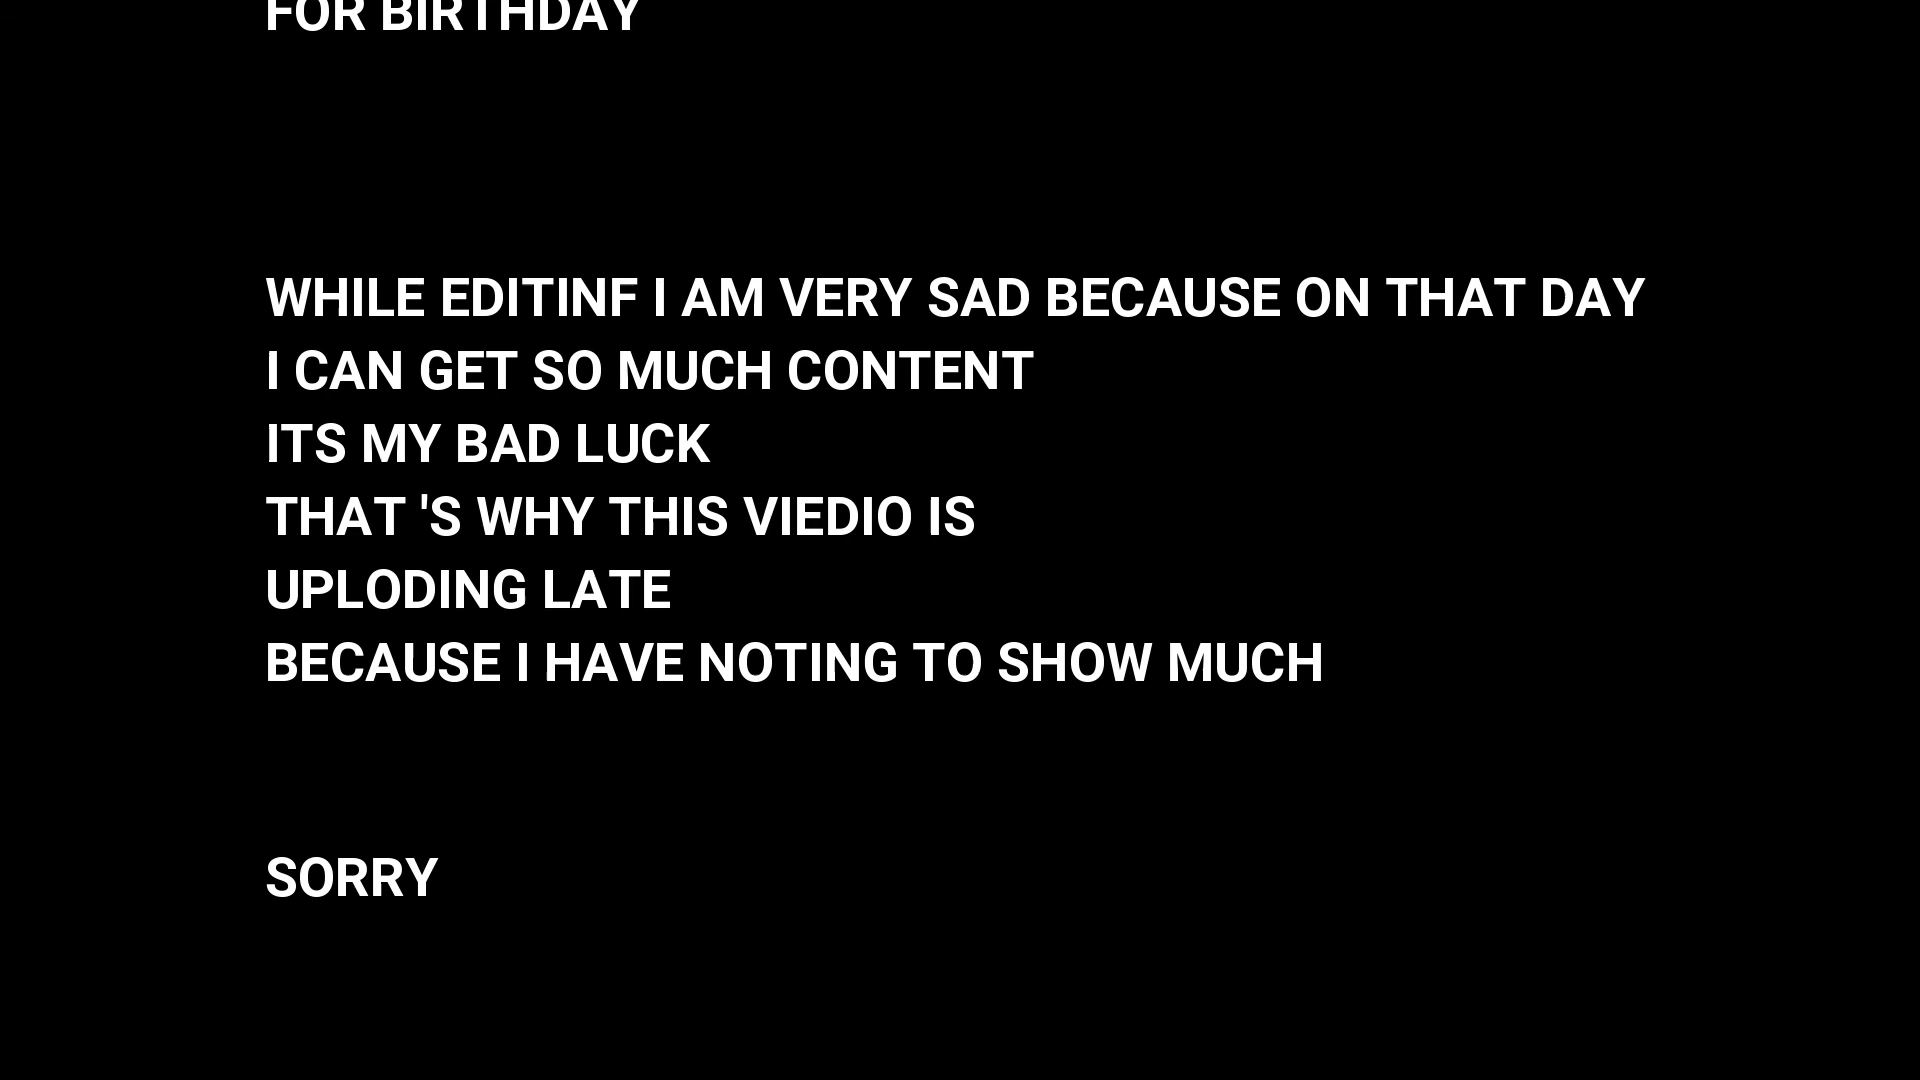 FOR BIRTHDAY
WHILE EDITINF I AM VERY SAD BECAUSE ON THAT DAY
I CAN GET SO MUCH CONTENT
ITS MY BAD LUCK
THAT 'S WHY THIS VIEDIO IS
UPLODING LATE
BECAUSE I HAVE NOTING TO SHOW MUCH
SORRY